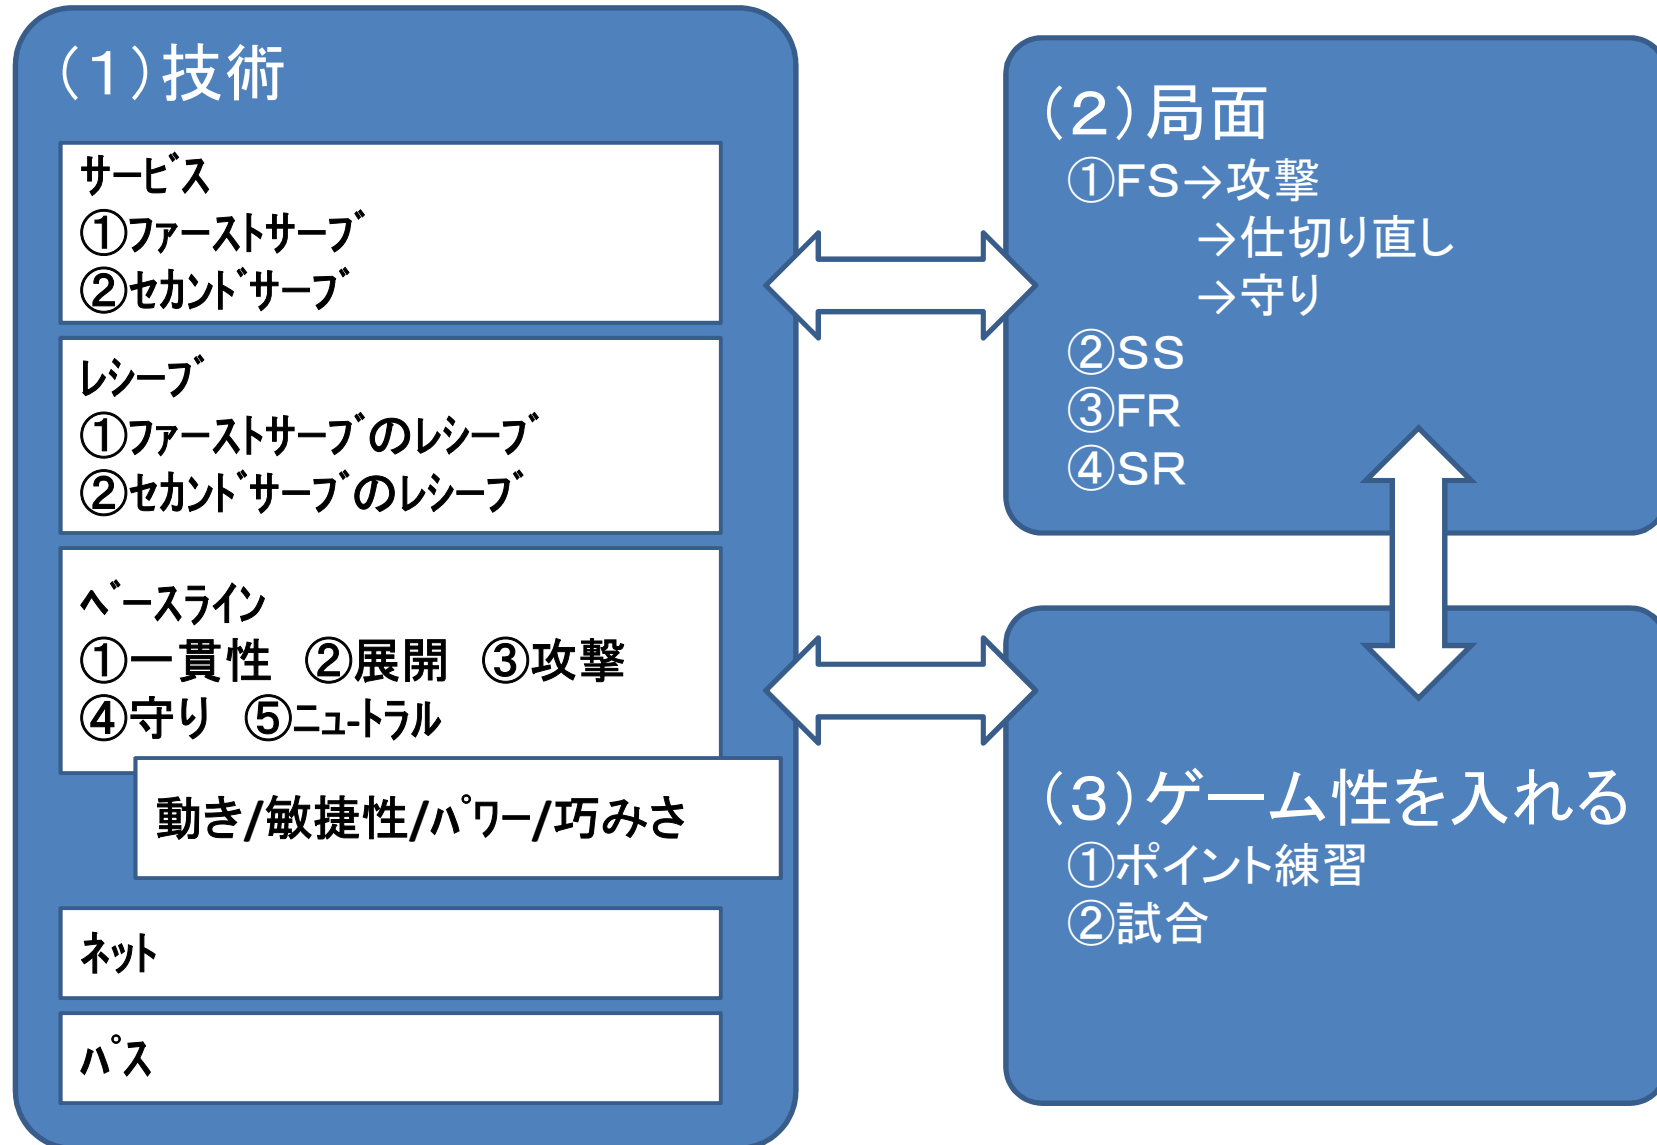 （１）技術
ｻｰﾋﾞｽ
①ﾌｧｰｽﾄｻｰﾌﾞ
②ｾｶﾝﾄﾞｻｰﾌﾞ
ﾚｼｰﾌﾞ
①ﾌｧｰｽﾄｻｰﾌﾞのﾚｼｰﾌﾞ
②ｾｶﾝﾄﾞｻｰﾌﾞのﾚｼｰﾌﾞ
ﾍﾞｰｽﾗｲﾝ
①一貫性　②展開　③攻撃
④守り　⑤ﾆｭ-ﾄﾗﾙ
動き/敏捷性/ﾊﾟﾜｰ/巧みさ
ﾈｯﾄ
ﾊﾟｽ
（２）局面
①ＦＳ→攻撃
→仕切り直し
→守り
②ＳＳ
③ＦＲ
④ＳＲ
（３）ゲーム性を入れる
①ポイント練習
②試合